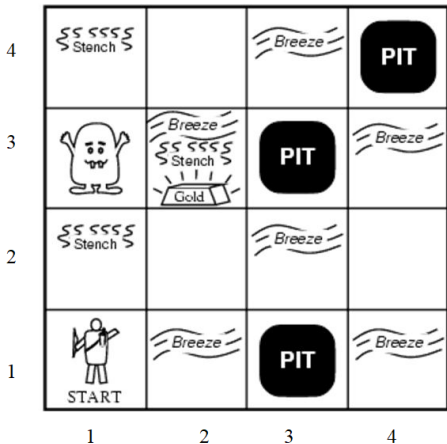 4
Stench
Breeze
PIT
3
Breeze
Stench
Gold
PIT
Breeze
2
Stench
Breeze
1
START
Breeze
PIT
Breeze
1 2 3 4